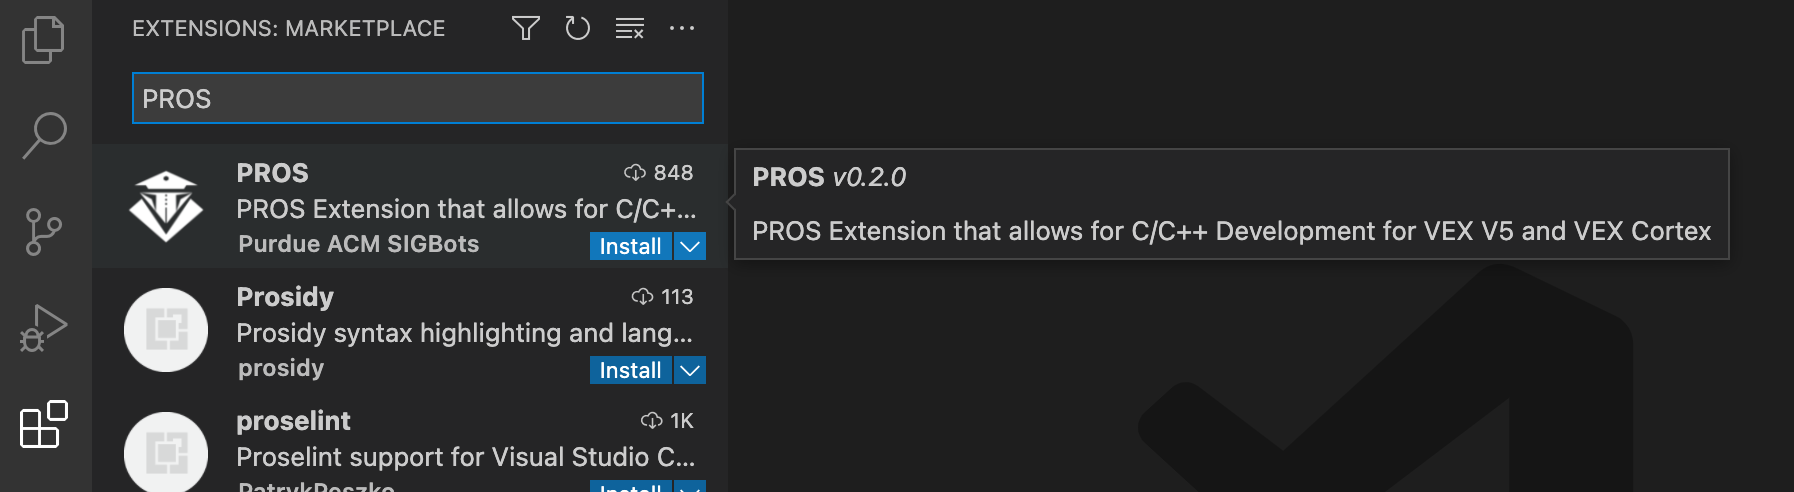 EXTENSIONS: MARKETPLACE
PROS
PROS 848
PROS Extension that allows for C/C+...
Purdue ACM SIGBots Install
PROS v0.2.0
PROS Extension that allows for C/C++ Development for VEX V5 and VEX Cortex
Prosidy 113
Prosidy syntax highlighting and lang...
prosidy Install
proselint 1K
Proselint support for Visual Studio C...
PatrykPeszko Install